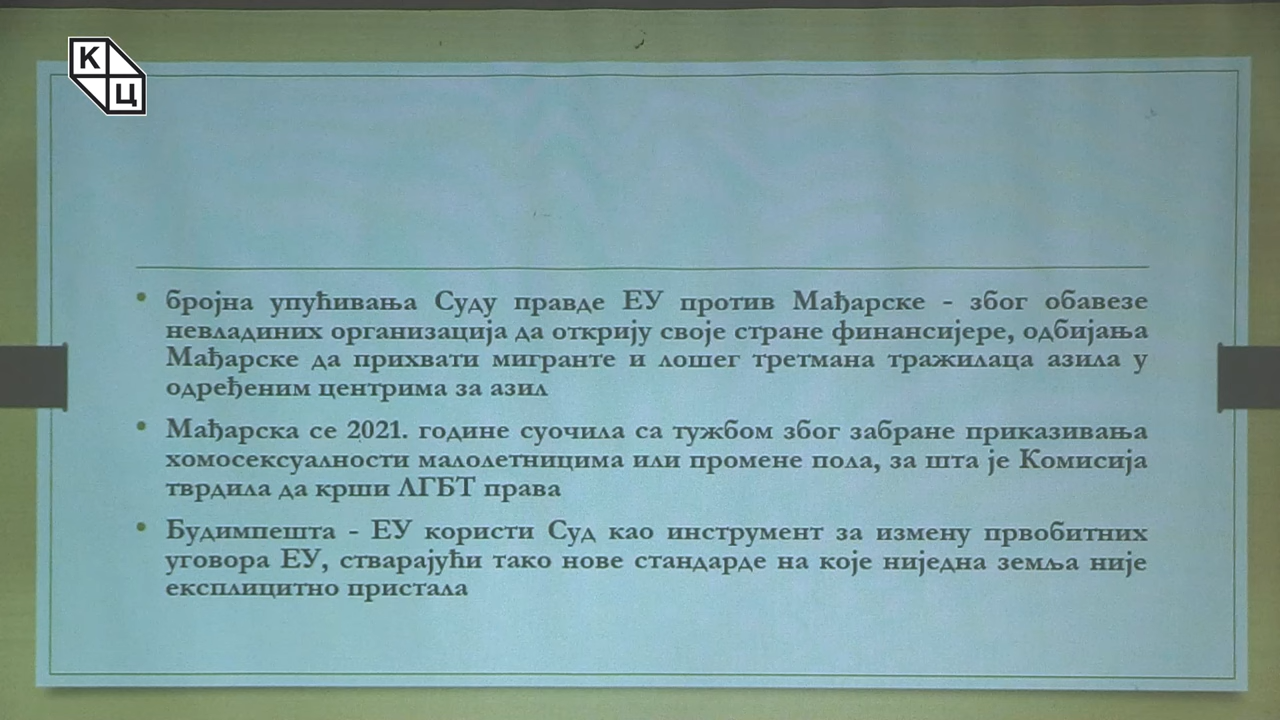 К
Ц
бројна упућивања Суду правде ЕУ против Мађарске - због обавезе
невладиних организација да открију своје стране финансијере, одбијања
Мађарске да прихвати мигранте и лошег третмана тражилаца азила у
одређеним центрима за азил
Мађарска се 2021. године суочила са тужбом због забране приказивања
хомосексуалности малолетницима или промене пола, за шта је Комисија
тврдила да крши ЛГБТ права
Будимпешта - ЕУ користи Суд као инструмент за измену првобитних
уговора ЕУ, стварајући тако нове стандарде на које ниједна земља није
експлицитно пристала